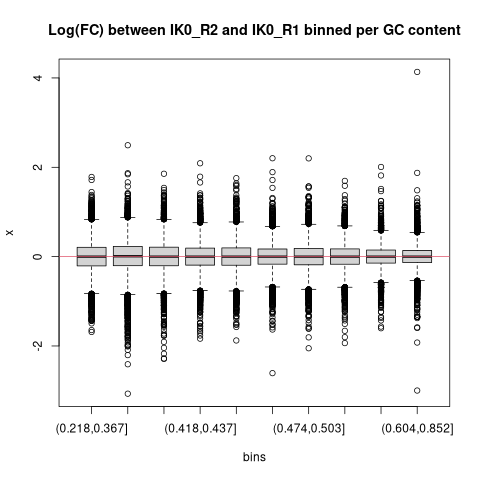 Log(FC) between IK0_R2 and IK0_R1 binned per GC content
4
2
0
-2
x
(0.218,0.367]
(0.418,0.437]
(0.474,0.503]
(0.604,0.852]
bins